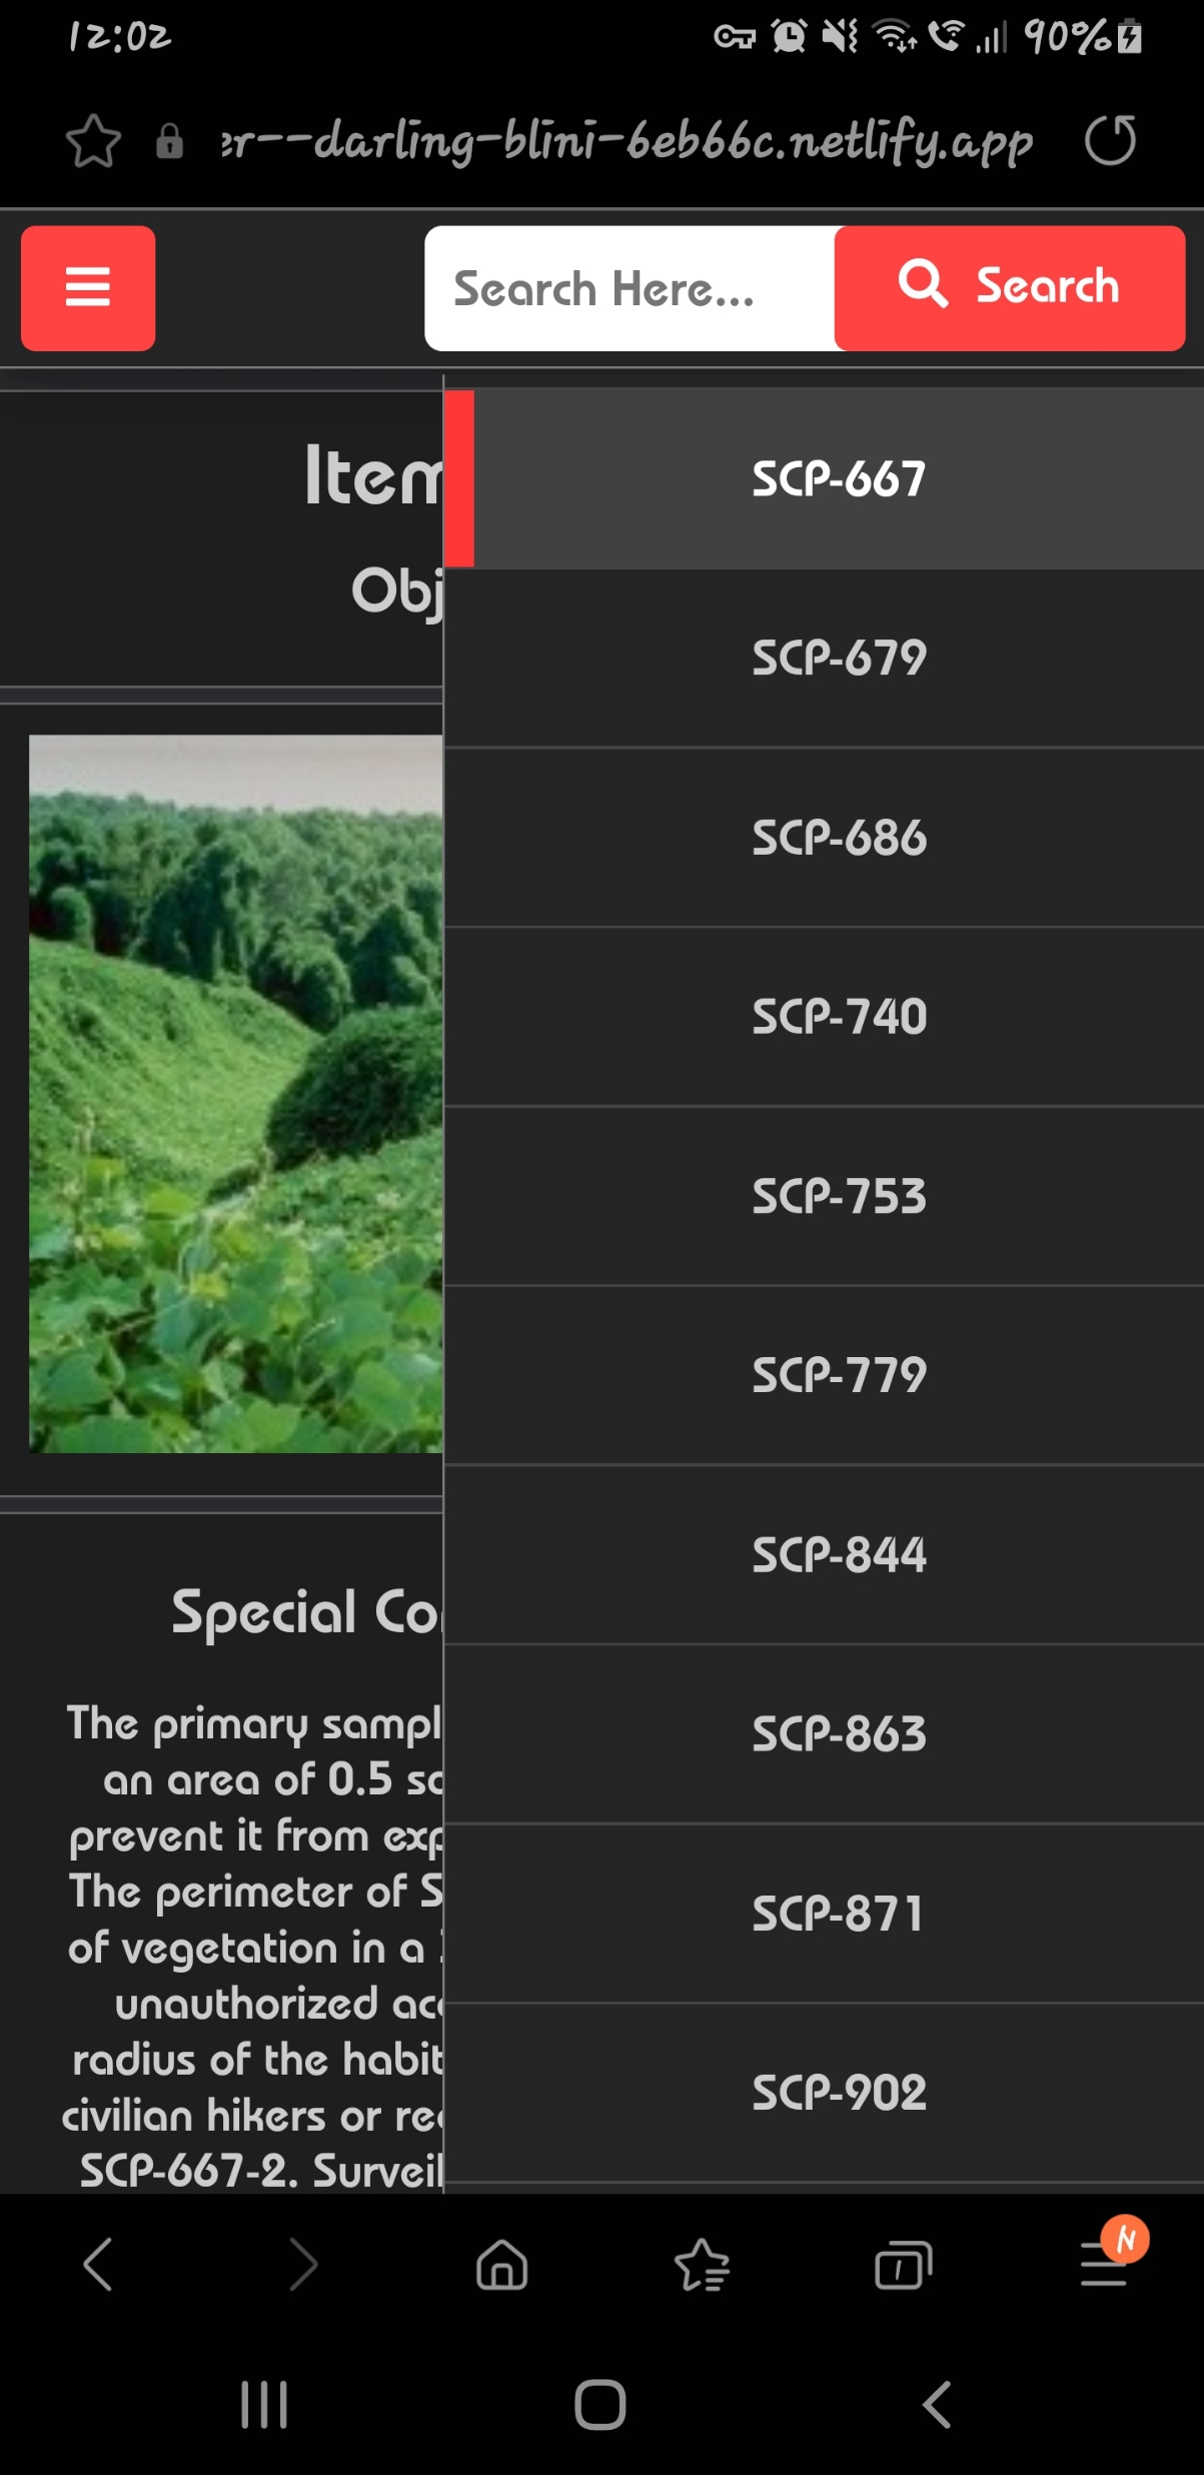 12:02
90%
er--darling-blini-6eb66c.netlify.app
Search Here...
Search
Item
Obj
Special Co
The primary sampl
an area of 0.5
prevent it from exp
The perimeter of S
of vegetation in a
unauthorized acc
radius of the habit
civilian hikers or rec
SCP-667-2. Surveil
SCP-667
SCP-679
SCP-686
SCP-740
SCP-753
SCP-779
SCP-844
SCP-863
SCP-871
SCP-902
1
N